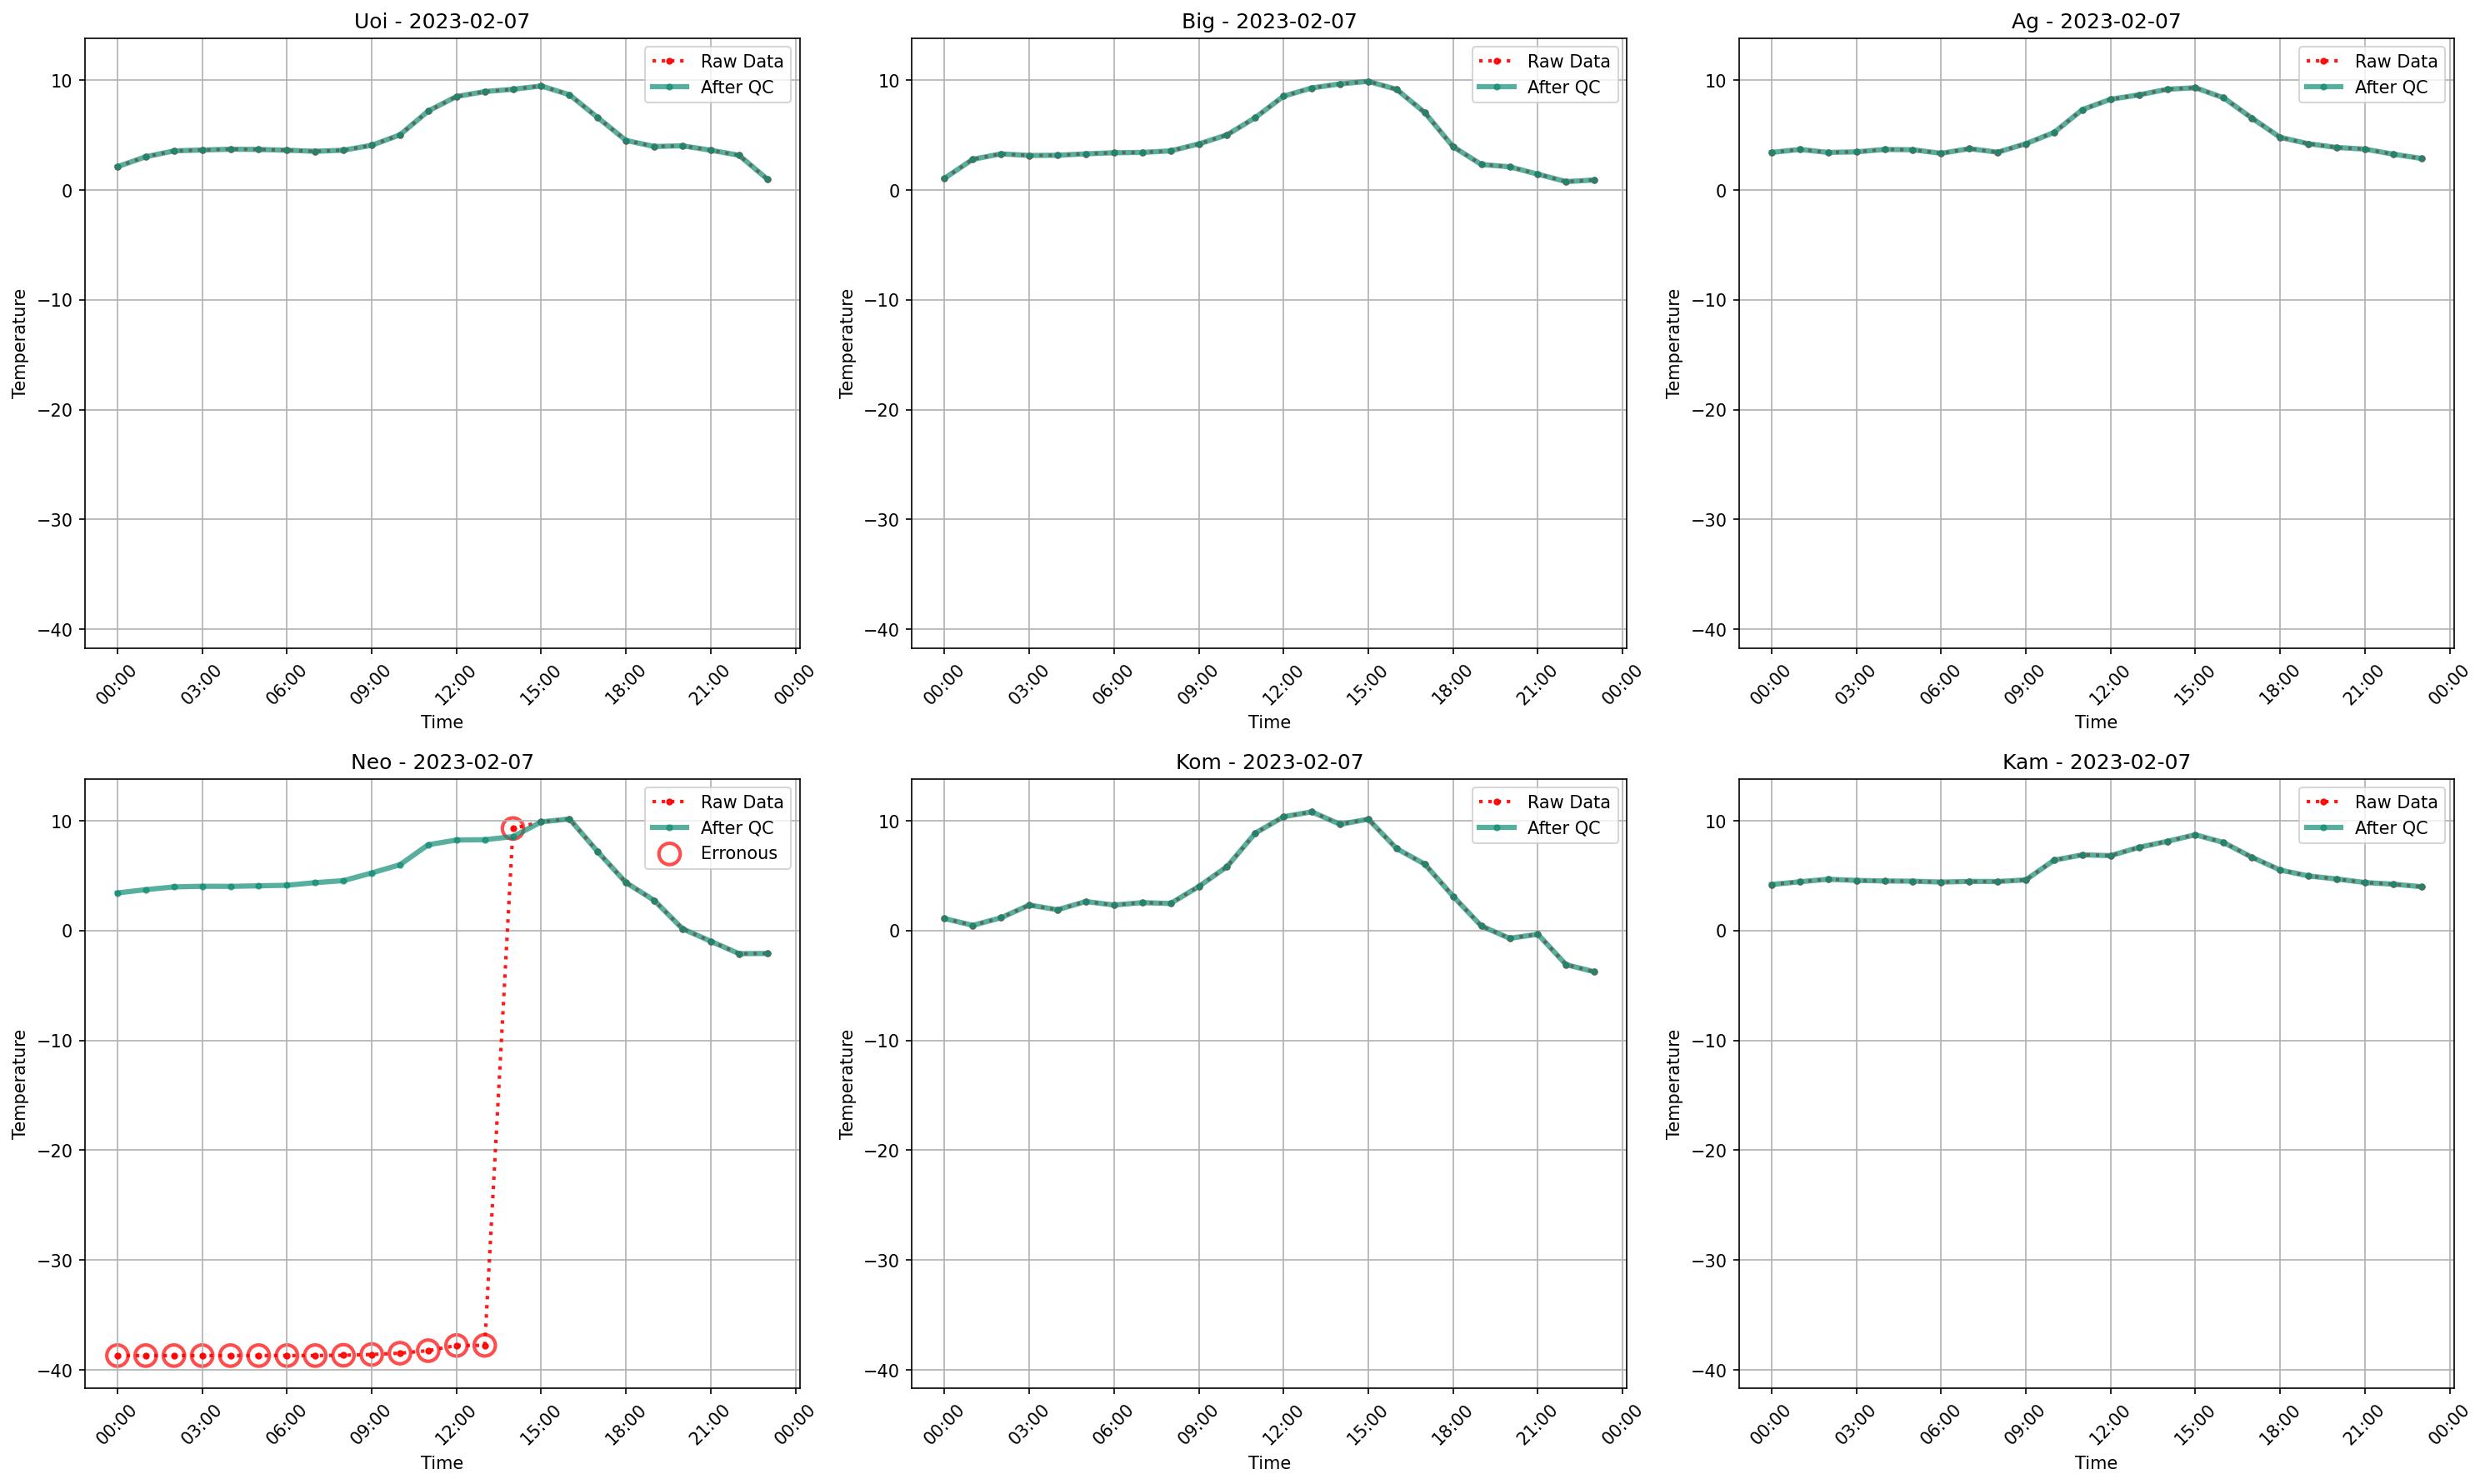 Uoi - 2023-02-07
Temperature
10
0
−10
−20
−30
−40
Raw Data
After QC
00:00
03:00
06:00
09:00
12:00
15:00
18:00
21:00
00:00
Time
Big - 2023-02-07
Temperature
10
0
−10
−20
−30
−40
Raw Data
After QC
00:00
03:00
06:00
09:00
12:00
15:00
18:00
21:00
00:00
Time
Ag - 2023-02-07
Temperature
10
0
−10
−20
−30
−40
Raw Data
After QC
00:00
03:00
06:00
09:00
12:00
15:00
18:00
21:00
00:00
Time
Neo - 2023-02-07
Temperature
10
0
−10
−20
−30
−40
Raw Data
After QC
Erronous
00:00
03:00
06:00
09:00
12:00
15:00
18:00
21:00
00:00
Time
Kom - 2023-02-07
Temperature
10
0
−10
−20
−30
−40
Raw Data
After QC
00:00
03:00
06:00
09:00
12:00
15:00
18:00
21:00
00:00
Time
Kam - 2023-02-07
Temperature
10
0
−10
−20
−30
−40
Raw Data
After QC
00:00
03:00
06:00
09:00
12:00
15:00
18:00
21:00
00:00
Time